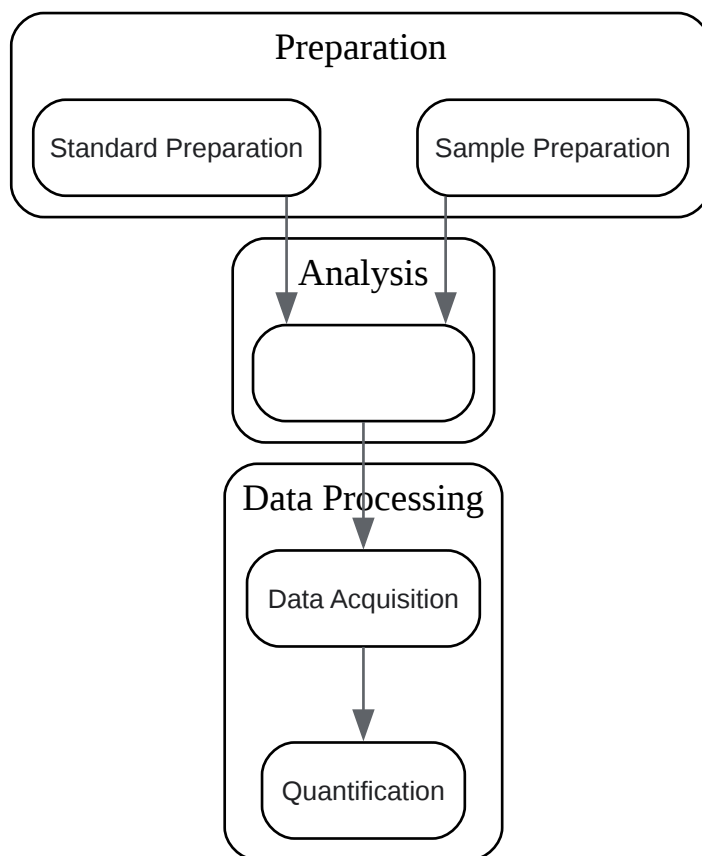 Preparation
Standard Preparation
Sample Preparation
Analysis
Data Processing
Data Acquisition
Quantification